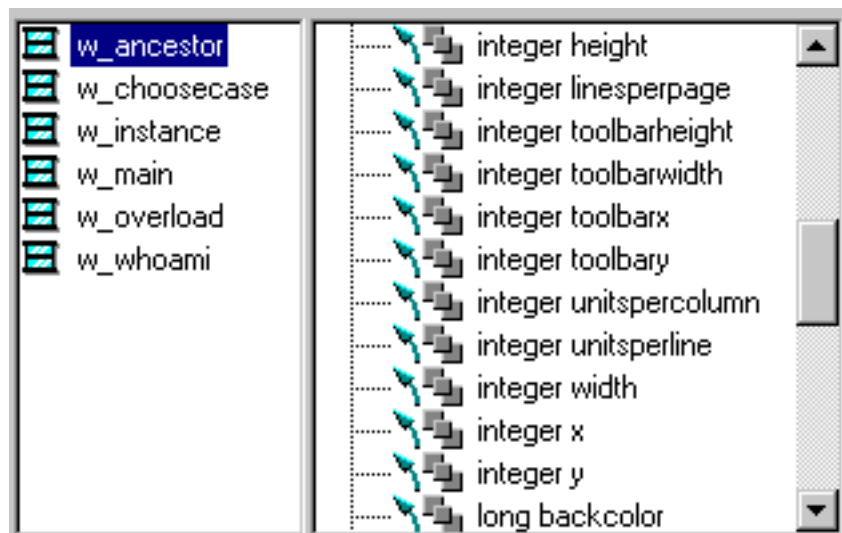 w_ancestor
w_choosecase
w_instance
w_main
w_overload
w_whoami
integer height
integer linesperpage
integer toolbarheight
integer toolbarwidth
integer toolbarx
integer toolbary
integer unitspercolumn
integer unitsperline
integer width
integer x
integer y
long backcolor